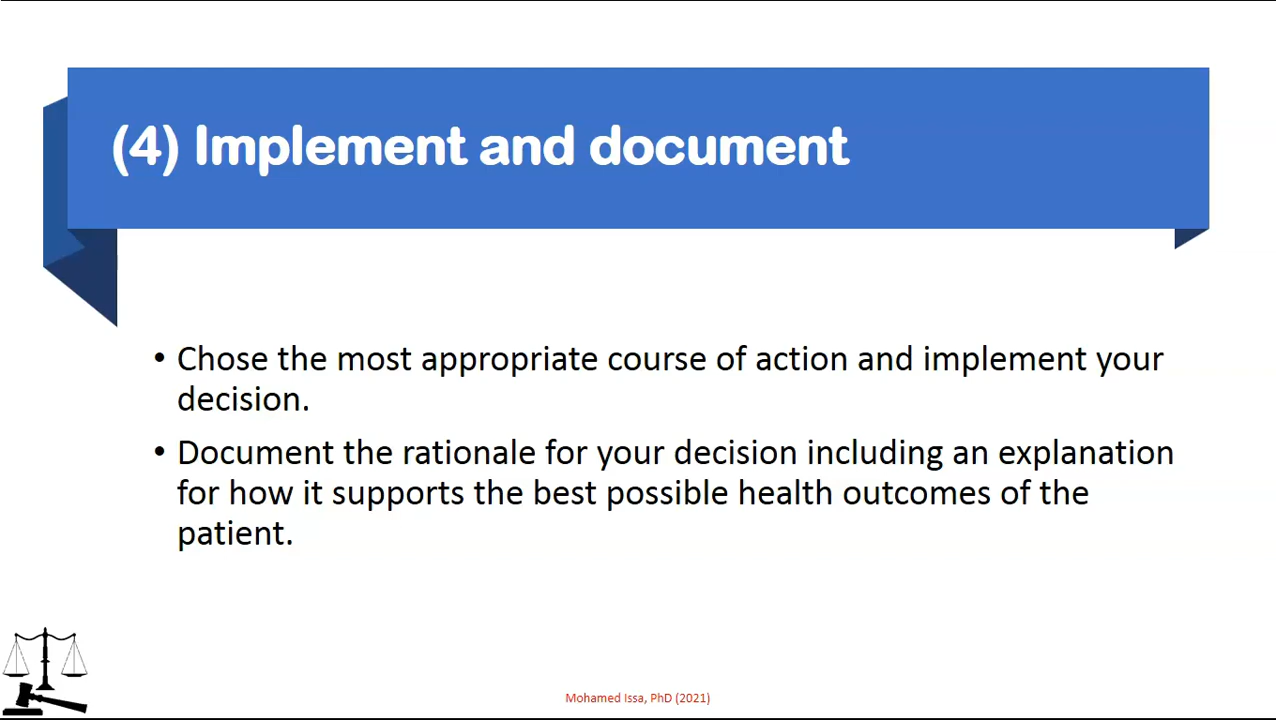 (4) Implement and document
• Chose the most appropriate course of action and implement your
decision.
• Document the rationale for your decision including an explanation
for how it supports the best possible health outcomes of the
patient.
Mohamed Issa, PhD (2021)